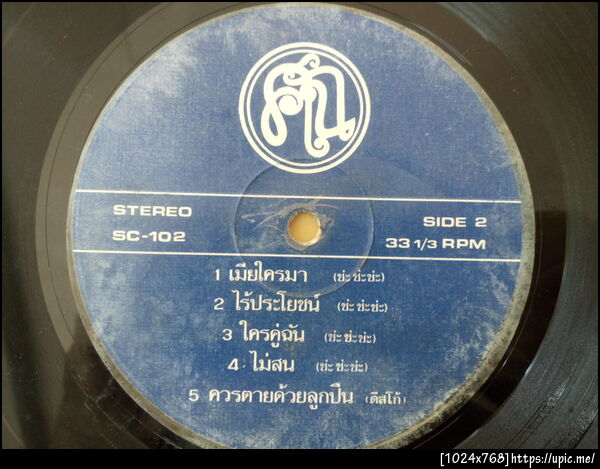 STEREO
SC-102
SIDE 2
33 1/3 RPM
1 เมียใครมา (ช่ะ ช่ะ ช่ะ)
2 ไร้ประโยชน์ (ช่ะ ช่ะ ช่ะ)
3 ใครคู่ฉัน (ช่ะ ช่ะ ช่ะ)
4 ไม่สน (ช่ะ ช่ะ ช่ะ)
5 ควรตายด้วยลูกปืน (ดิสโก้)
[1024x768]https://upic.me/